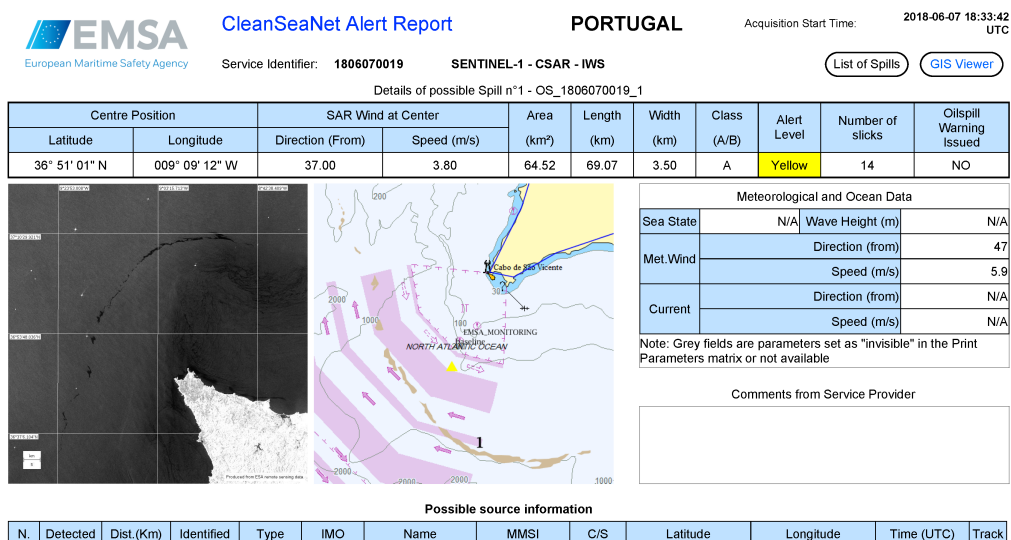 EMSA
European Maritime Safety Agency
CleanSeaNet Alert Report
PORTUGAL
Acquisition Start Time:
2018-06-07 18:33:42
UTC
Service Identifier: 1806070019 SENTINEL-1 - CSAR - IWS
List of Spills
GIS Viewer
Details of possible Spill n°1 - OS_1806070019_1
Centre Position SAR Wind at Center Area Length Width Class Alert Level Number of slicks Oilspill Warning Issued
Latitude Longitude Direction (From) Speed (m/s) (km²) (km) (km) (A/B)
36° 51' 01" N 009° 09' 12" W 37.00 3.80 64.52 69.07 3.50 A Yellow 14 NO
km
Produced from ESA remote sensing data
200
Cabo de São Vicente
30
2000
1000
100
EMSA_MONITORING
Baseline
NORTH ATLANTIC OCEAN
1
2000
2000
2000
1000
Meteorological and Ocean Data
Sea State N/A Wave Height (m) N/A
Met.Wind Direction (from) 47
Speed (m/s) 5.9
Current Direction (from) N/A
Speed (m/s) N/A
Note: Grey fields are parameters set as "invisible" in the Print
Parameters matrix or not available
Comments from Service Provider
Possible source information
N. Detected Dist.(Km) Identified Type IMO Name MMSI C/S Latitude Longitude Time (UTC) Track